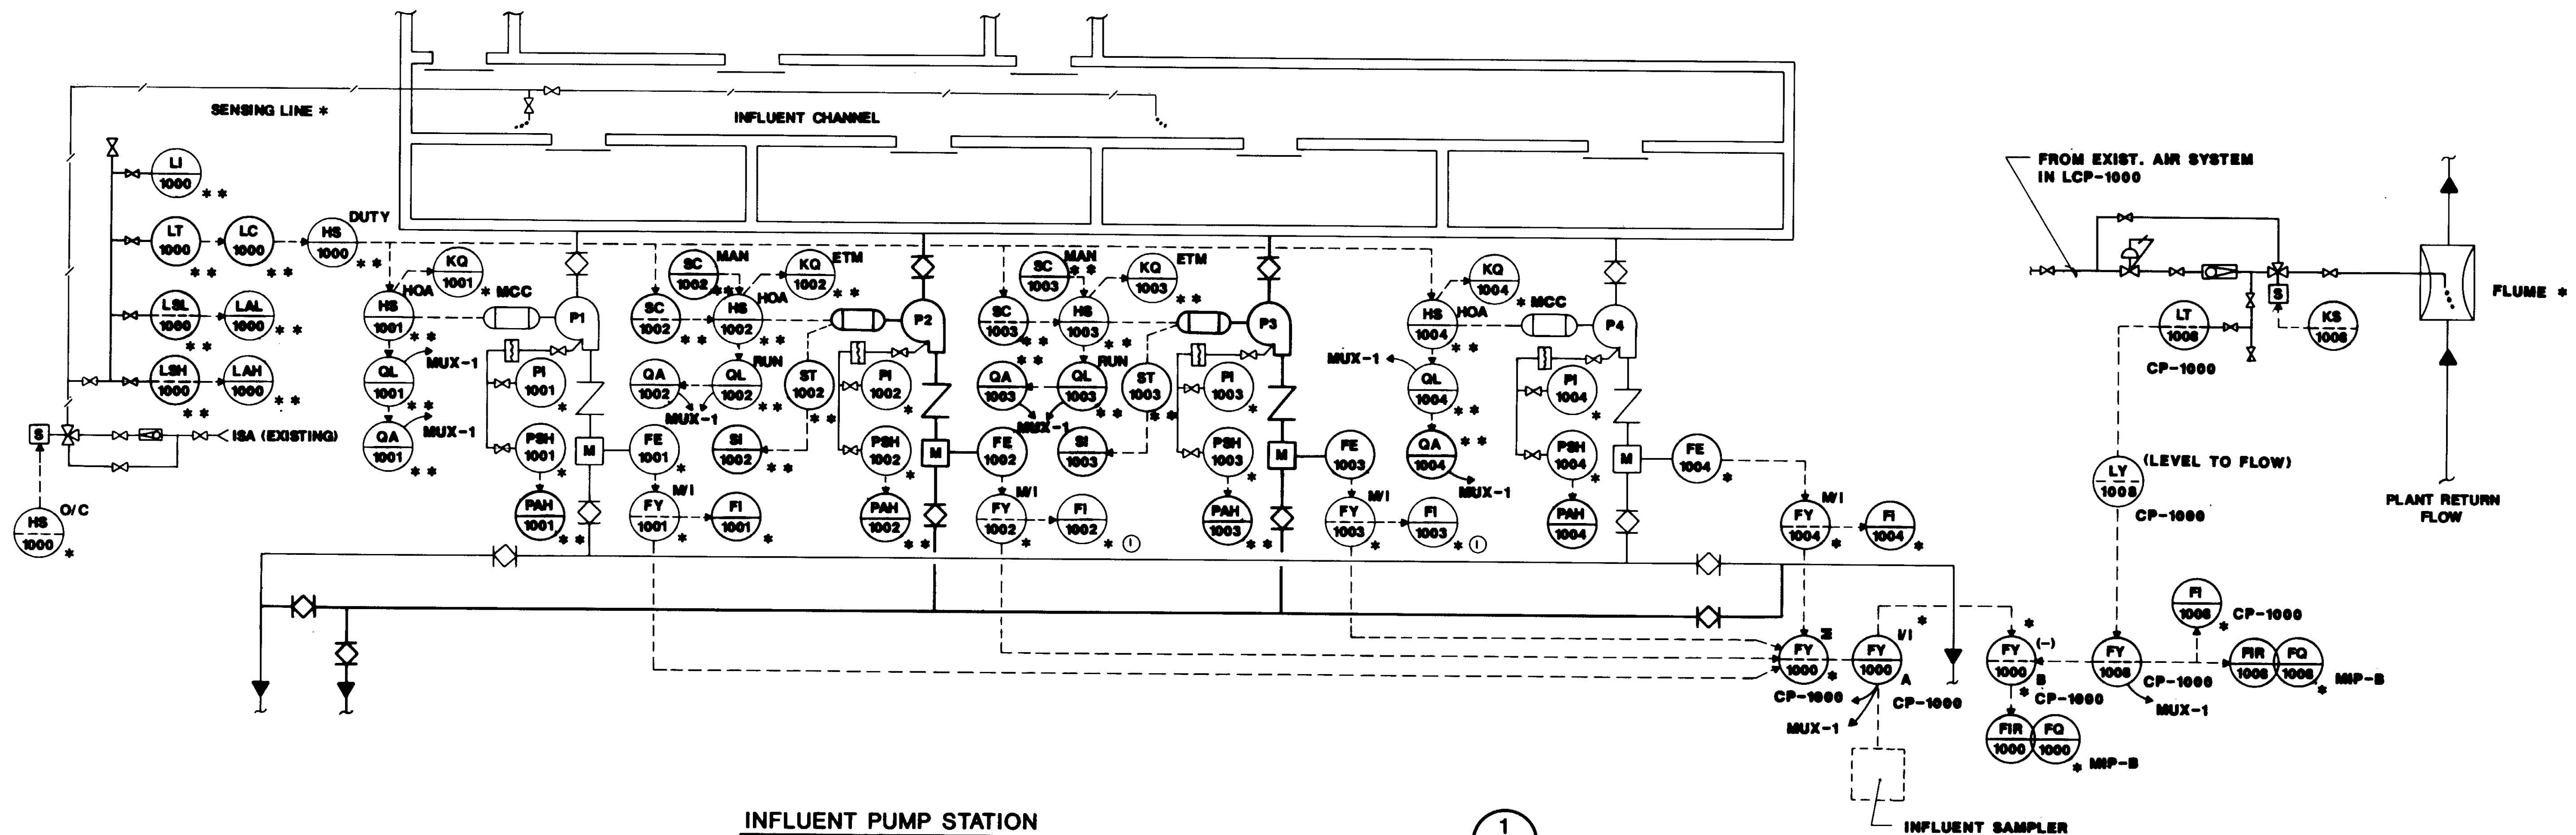 SENSING LINE *
INFLUENT CHANNEL
FROM EXIST. AIR SYSTEM
IN LCP-1000
LI
1000
* *
LT
1000
* *
LC
1000
* *
HS
1000
DUTY
* *
LSL
1000
* *
LAL
1000
* *
LSH
1000
* *
LAH
1000
* *
S
ISA (EXISTING)
HS
1000
O/C
*
KQ
1001
* MCC
HS
1001
HOA
* *
QL
1001
MUX-1
* *
QA
1001
MUX-1
* *
P1
PI
1001
*
PSH
1001
*
PAH
1001
* *
M
FE
1001
*
FY
1001
M/I
*
FI
1001
*
SC
1002
MAN
* *
SC
1002
* *
HS
1002
HOA
* *
KQ
1002
ETM
* *
QA
1002
QL
1002
RUN
* *
MUX-1
ST
1002
* *
SI
1002
* *
P2
PI
1002
*
PSH
1002
*
PAH
1002
* *
M
FE
1002
*
FY
1002
M/I
*
FI
1002
* 1
SC
1003
MAN
* *
SC
1003
* *
HS
1003
* *
KQ
1003
ETM
* *
QA
1003
* *
QL
1003
RUN
* *
MUX-1
ST
1003
* *
SI
1003
P3
PI
1003
*
PSH
1003
*
PAH
1003
* *
M
FE
1003
FY
1003
M/I
*
FI
1003
* 1
KQ
1004
* MCC
HS
1004
HOA
* *
MUX-1
QL
1004
* *
QA
1004
* *
MUX-1
P4
PI
1004
*
PSH
1004
*
PAH
1004
M
FE
1004
*
FY
1004
M/I
*
FI
1004
*
FY
1000
*
CP-1000
FY
1000
I/I
*
A
CP-1000
MUX-1
INFLUENT SAMPLER
FY
1000
*
(-)
B
* CP-1000
FIR
1000
FQ
1000
* MIP-B
LT
1008
CP-1000
S
KS
1008
FLUME *
LY
1008
(LEVEL TO FLOW)
CP-1000
PLANT RETURN
FLOW
FY
1008
CP-1000
MUX-1
FI
1008
*
CP-1000
FIR
1008
FQ
1008
* MIP-B
INFLUENT PUMP STATION
1